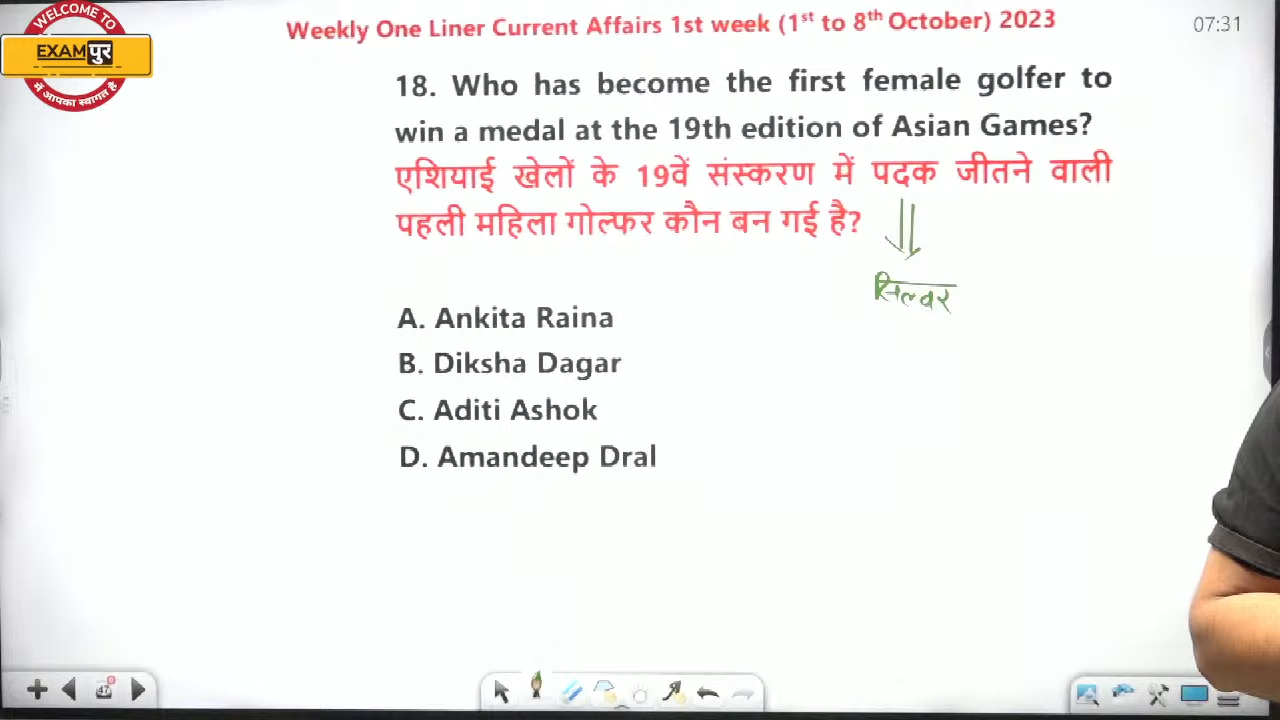 WELCOME TO
EXAMपुर
में आपका स्वागत है
Weekly One Liner Current Affairs 1st week (1st to 8th October) 2023
07:31
18. Who has become the first female golfer to
win a medal at the 19th edition of Asian Games?
एशियाई खेलों के 19वें संस्करण में पदक जीतने वाली
पहली महिला गोल्फर कौन बन गई है?
सिल्वर
A. Ankita Raina
B. Diksha Dagar
C. Aditi Ashok
D. Amandeep Dral
47